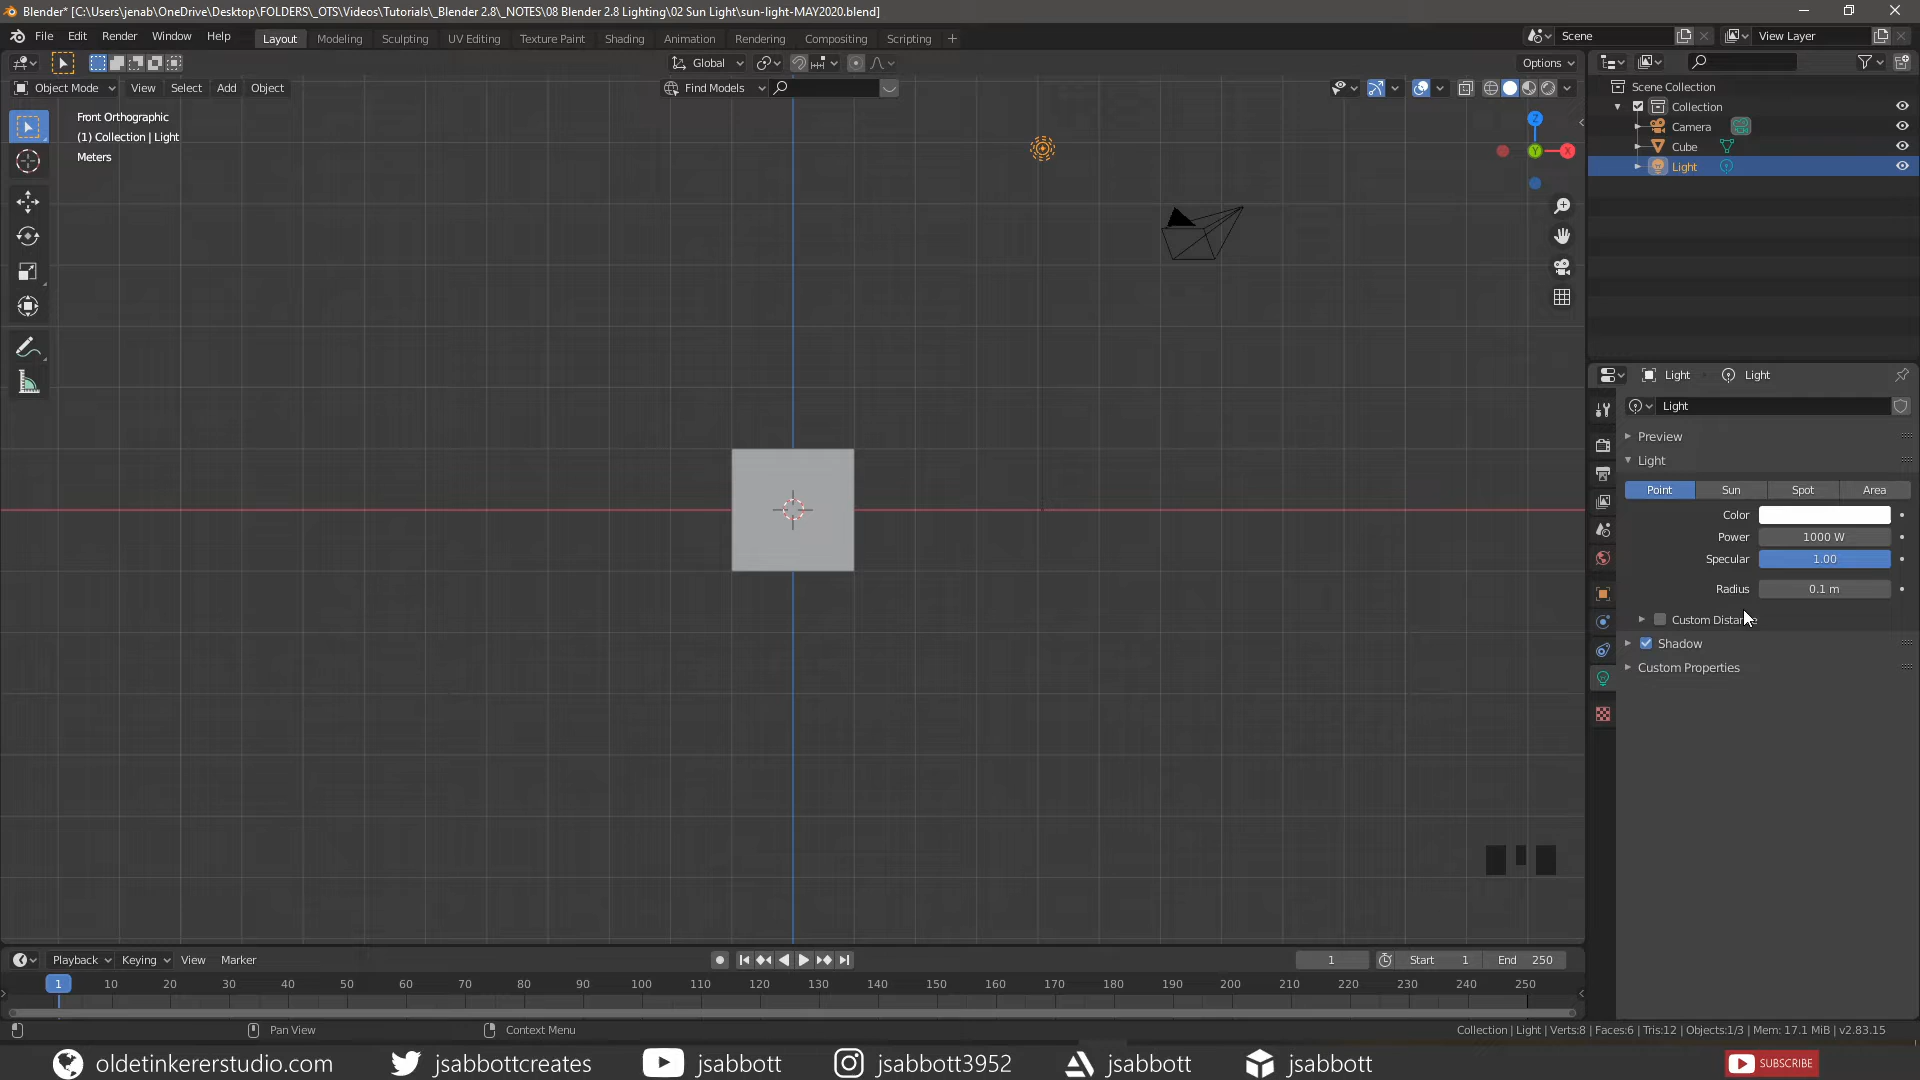 Blender* [C:\Users\jenab\OneDrive\Desktop\FOLDERS\_OTS\Videos\Tutorials\_Blender 2.8\_NOTES\08 Blender 2.8 Lighting\02 Sun Light\sun-light-MAY2020.blend]
File Edit Render Window Help Layout Modeling Sculpting UV Editing Texture Paint Shading Animation Rendering Compositing Scripting + Scene View Layer
Global Options
Object Mode View Select Add Object Find Models
Front Orthographic
(1) Collection | Light
Meters
Z
Y
X
Scene Collection
Collection
Camera
Cube
Light
Light Light
Light
Preview
Light
Point Sun Spot Area
Color
Power 1000 W
Specular 1.00
Radius 0.1 m
Custom Distance
Shadow
Custom Properties
Playback Keying View Marker 1 Start 1 End 250
1 10 20 30 40 50 60 70 80 90 100 110 120 130 140 150 160 170 180 190 200 210 220 230 240 250
Pan View Context Menu Collection | Light | Verts:8 | Faces:6 | Tris:12 | Objects:1/3 | Mem: 17.1 MiB | v2.83.15
oldetinkererstudio.com jsabbottcreates jsabbott jsabbott3952 jsabbott jsabbott SUBSCRIBE